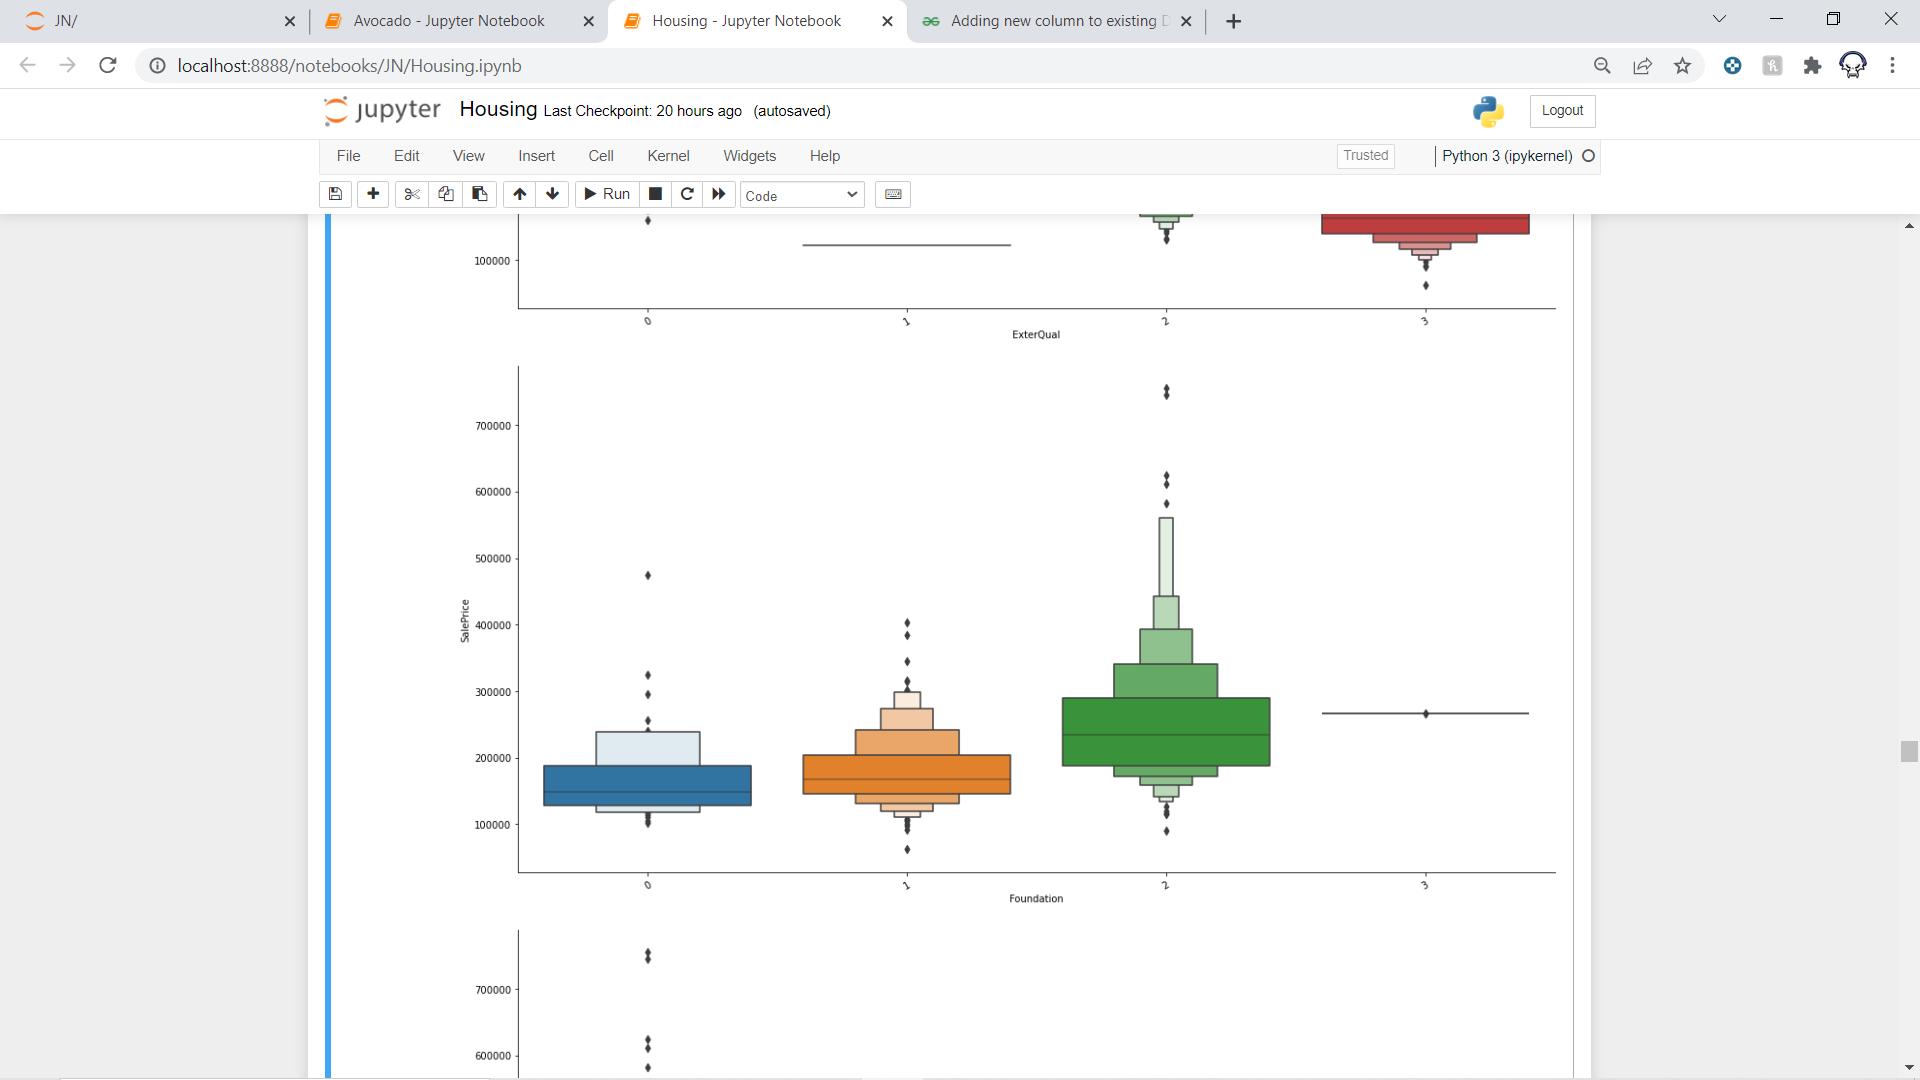 JN/
Avocado - Jupyter Notebook
Housing - Jupyter Notebook
Adding new column to existing D
localhost:8888/notebooks/JN/Housing.ipynb
jupyter Housing Last Checkpoint: 20 hours ago (autosaved)
Logout
File Edit View Insert Cell Kernel Widgets Help
Trusted
Python 3 (ipykernel)
Run
Code
100000
0 1 2 3
ExterQual
700000
600000
500000
400000
300000
200000
100000
SalePrice
0 1 2 3
Foundation
700000
600000